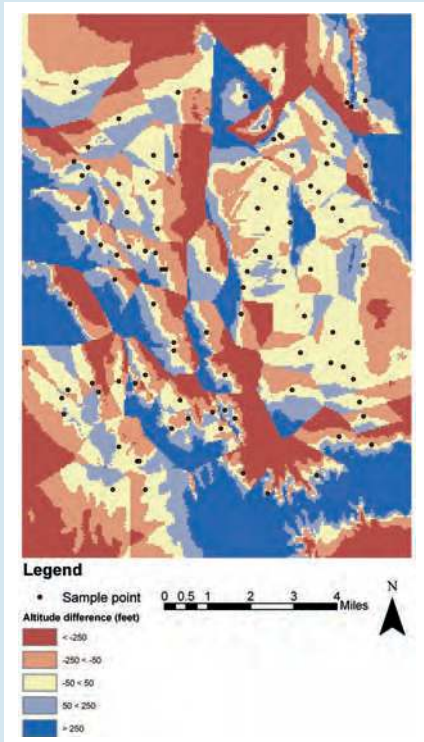 Legend
Sample point
0 0.5 1 2 3 4
Miles
N
Altitude difference (feet)
< -250
-250 < -50
-50 < 50
50 < 250
> 250